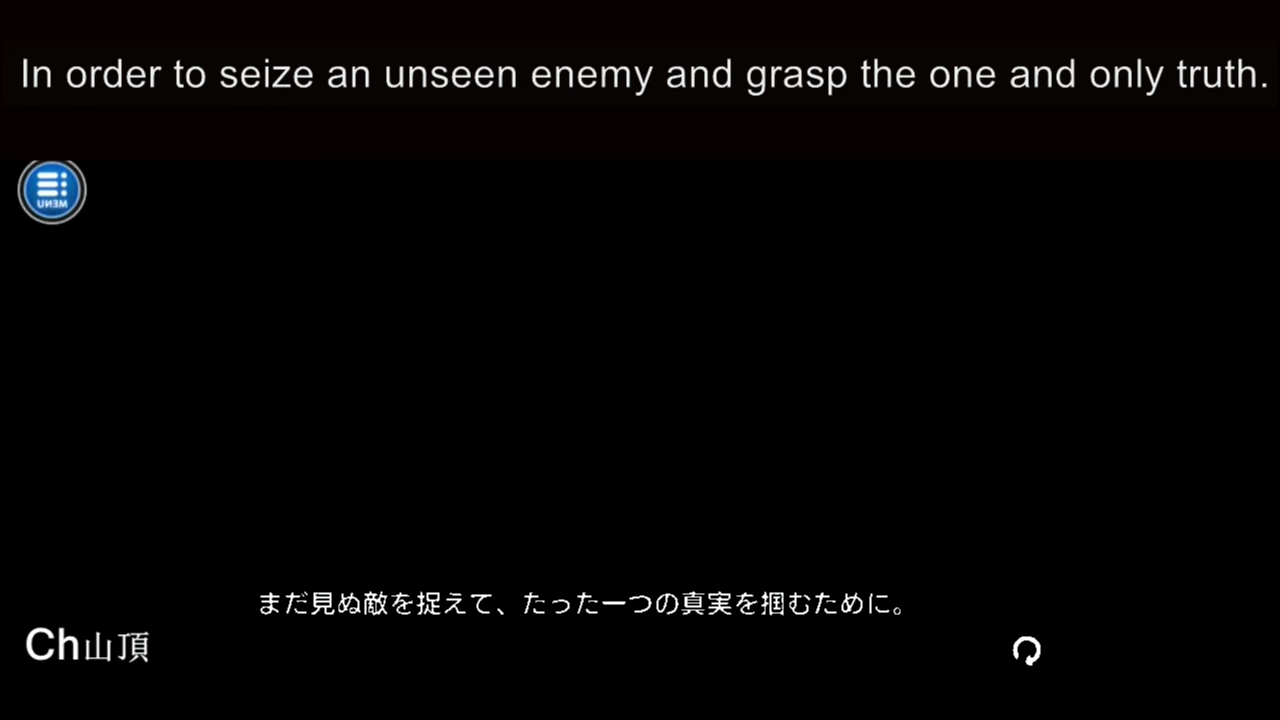 In order to seize an unseen enemy and grasp the one and only truth.
MENU
まだ見ぬ敵を捉えて、たった一つの真実を掴むために。
Ch山頂